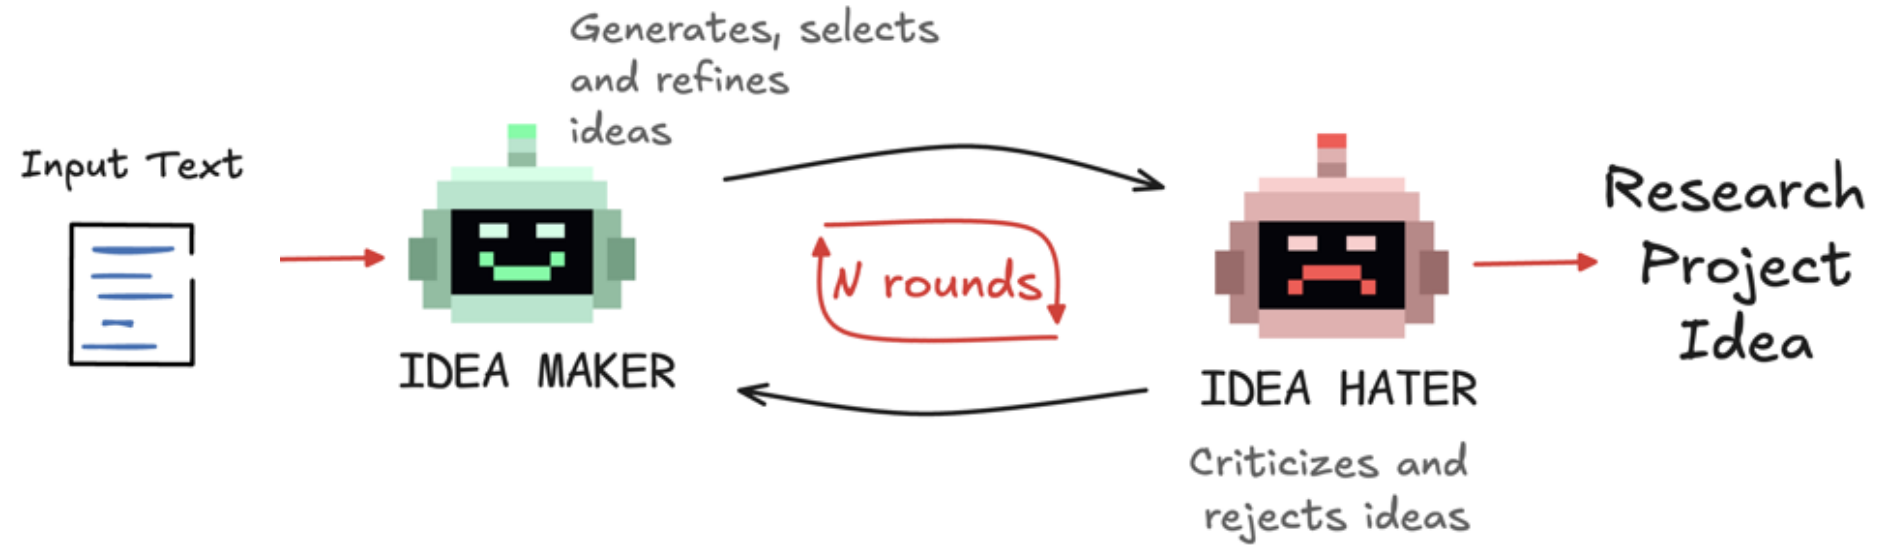 Generates, selects
and refines
ideas
Input Text
IDEA MAKER
N rounds
IDEA HATER
Criticizes and
rejects ideas
Research
Project
Idea